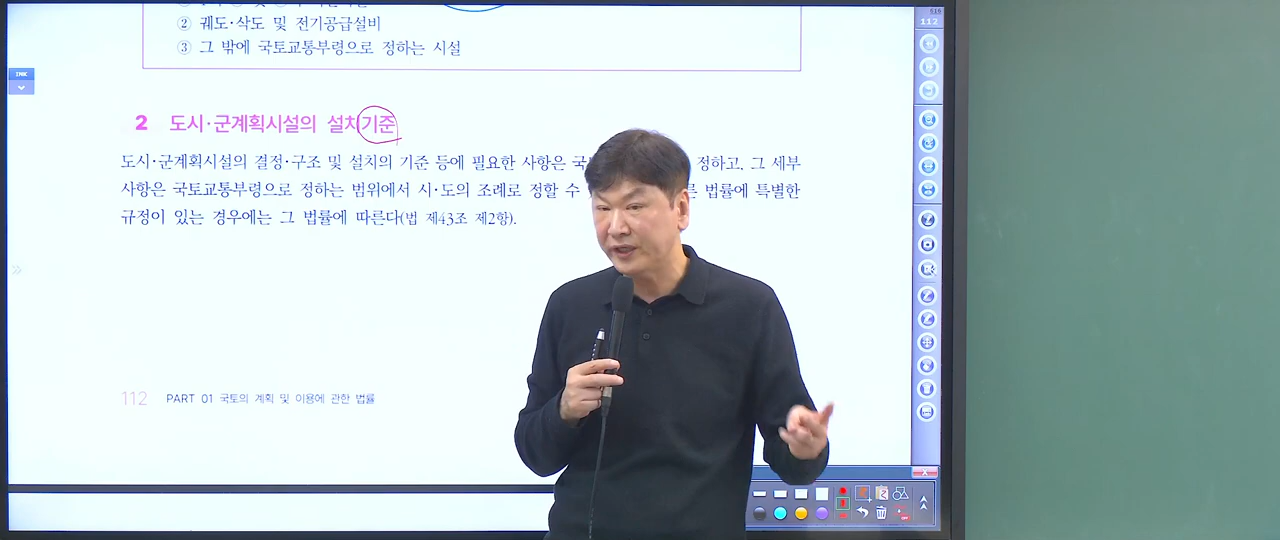 ② 궤도·삭도 및 전기공급설비
③ 그 밖에 국토교통부령으로 정하는 시설
2 도시·군계획시설의 설치기준
도시·군계획시설의 결정·구조 및 설치의 기준 등에 필요한 사항은 정하고, 그 세부
사항은 국토교통부령으로 정하는 범위에서 시·도의 조례로 정할 수 법률에 특별한
규정이 있는 경우에는 그 법률에 따른다(법 제43조 제2항).
112 PART 01 국토의 계획 및 이용에 관한 법률
INK
515
112
OFF